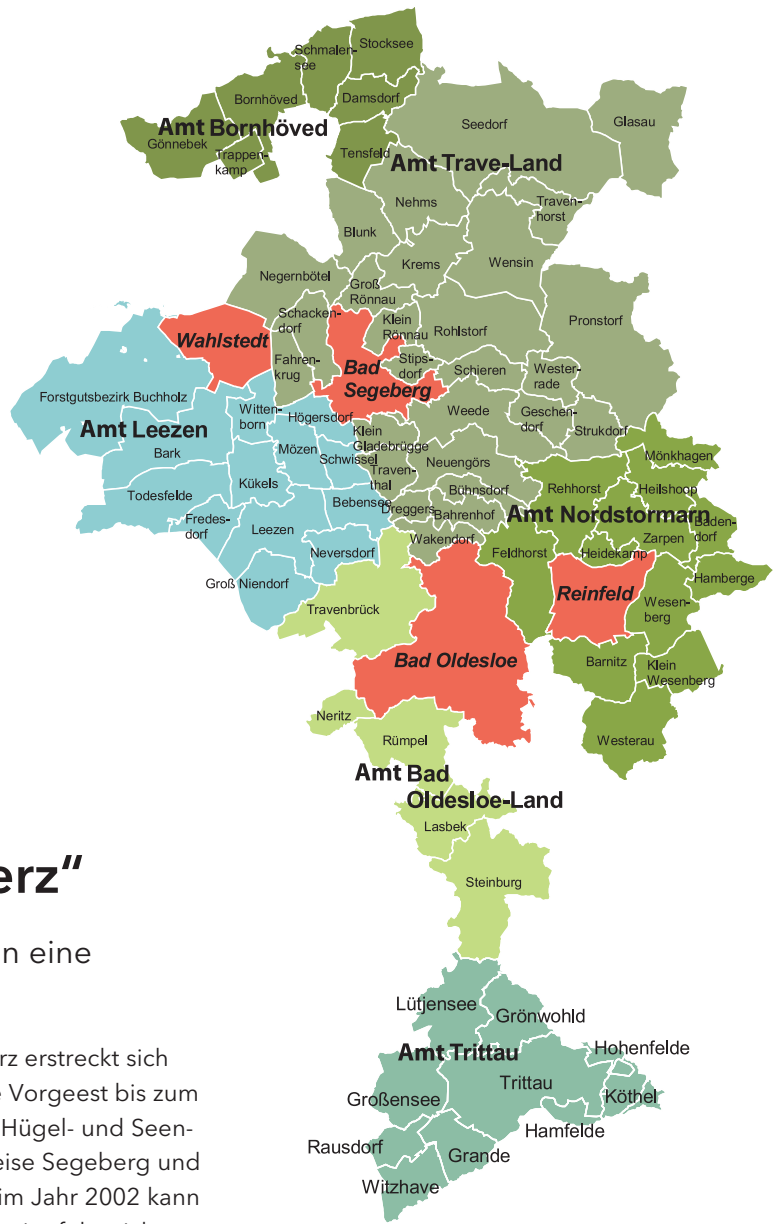 Stocksee
Schmalen-
see
Bornhöved
Damsdorf
Amt Bornhöved
Gönnebek
Trappen-
kamp
Tensfeld
Seedorf
Glasau
Amt Trave-Land
Nehms
Traven-
horst
Blunk
Krems
Wensin
Negernbötel
Groß
Rönnau
Schacken-
dorf
Klein
Rönnau
Rohlstorf
Pronstorf
Wahlstedt
Fahren-
krug
Bad
Segeberg
Stips-
dorf
Schieren
Wester-
rade
Forstgutsbezirk Buchholz
Witten-
born
Högersdorf
Weede
Geschen-
dorf
Strukdorf
Amt Leezen
Klein
Gladebrügge
Bark
Mözen
Schwissel
Traven-
thal
Neuengörs
Mönkhagen
Todesfelde
Kükels
Bühnsdorf
Rehhorst
Heilshoop
Bebensee
Dreggers
Bahrenhof
Amt Nordstormarn
Baden-
dorf
Fredes-
dorf
Leezen
Wakendorf
Zarpen
Neversdorf
Feldhorst
Heidekamp
Hamberge
Groß Niendorf
Reinfeld
Wesen-
berg
Travenbrück
Bad Oldesloe
Barnitz
Klein
Wesenberg
Neritz
Rümpel
Westerau
Amt Bad
Oldesloe-Land
Lasbek
Steinburg
erz“
n eine
Lütjensee
Grönwohld
Amt Trittau
Hohenfelde
Trittau
Köthel
Großensee
Hamfelde
Rausdorf
Grande
Witzhave
rz erstreckt sich
e Vorgeest bis zum
Hügel- und Seen-
eise Segeberg und
im Jahr 2002 kann